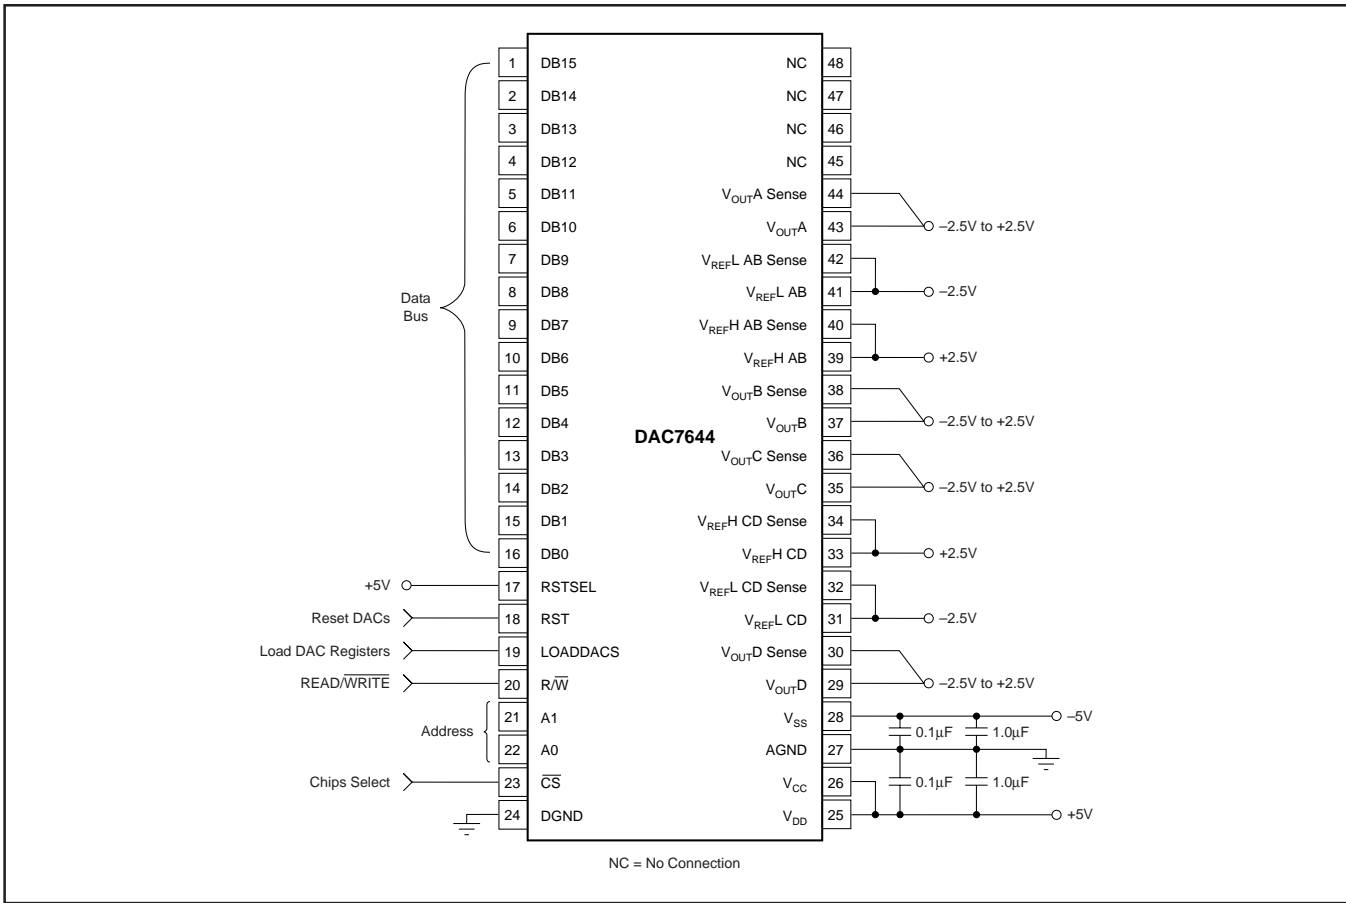 1 DB15 NC 48
2 DB14 NC 47
3 DB13 NC 46
4 DB12 NC 45
5 DB11 VOUTA Sense 44
6 DB10 VOUTA 43 –2.5V to +2.5V
7 DB9 VREFL AB Sense 42
Data
Bus
8 DB8 VREFL AB 41 –2.5V
9 DB7 VREFH AB Sense 40
10 DB6 VREFH AB 39 +2.5V
11 DB5 VOUTB Sense 38
12 DB4 VOUTB 37 –2.5V to +2.5V
DAC7644
13 DB3 VOUTC Sense 36
14 DB2 VOUTC 35 –2.5V to +2.5V
15 DB1 VREFH CD Sense 34
16 DB0 VREFH CD 33 +2.5V
+5V 17 RSTSEL VREFL CD Sense 32
Reset DACs 18 RST VREFL CD 31 –2.5V
Load DAC Registers 19 LOADDACS VOUTD Sense 30
READ/W̅R̅I̅T̅E̅ 20 R/W̅ VOUTD 29 –2.5V to +2.5V
21 A1 VSS 28 –5V
Address
0.1µF 1.0µF
22 A0 AGND 27
Chips Select 23 C̅S̅ VCC 26 0.1µF 1.0µF
24 DGND VDD 25 +5V
NC = No Connection